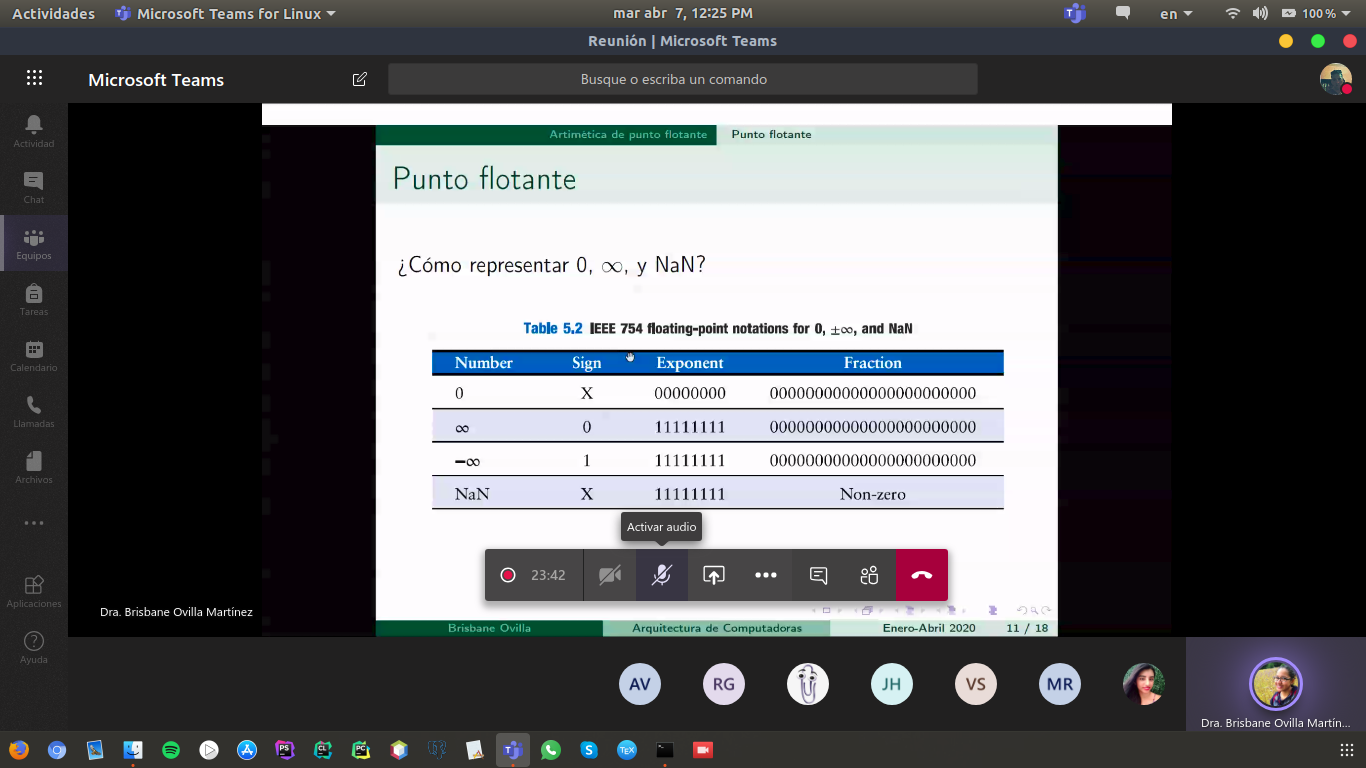 Actividades
Microsoft Teams for Linux
mar abr 7, 12:25 PM
en
100 %
Reunión | Microsoft Teams
Microsoft Teams
Busque o escriba un comando
Actividad
Chat
Equipos
Tareas
Calendario
Llamadas
Archivos
Aplicaciones
Ayuda
Artimética de punto flotante
Punto flotante
Punto flotante
¿Cómo representar 0, ∞, y NaN?
Table 5.2 IEEE 754 floating-point notations for 0, ±∞, and NaN
Number Sign Exponent Fraction
0 X 00000000 00000000000000000000000
∞ 0 11111111 00000000000000000000000
−∞ 1 11111111 00000000000000000000000
NaN X 11111111 Non-zero
Activar audio
23:42
Dra. Brisbane Ovilla Martínez
Brisbane Ovilla
Arquitectura de Computadoras
Enero-Abril 2020
11 / 18
AV
RG
JH
VS
MR
Dra. Brisbane Ovilla Martín...
PS
CL
PC
S
TEX